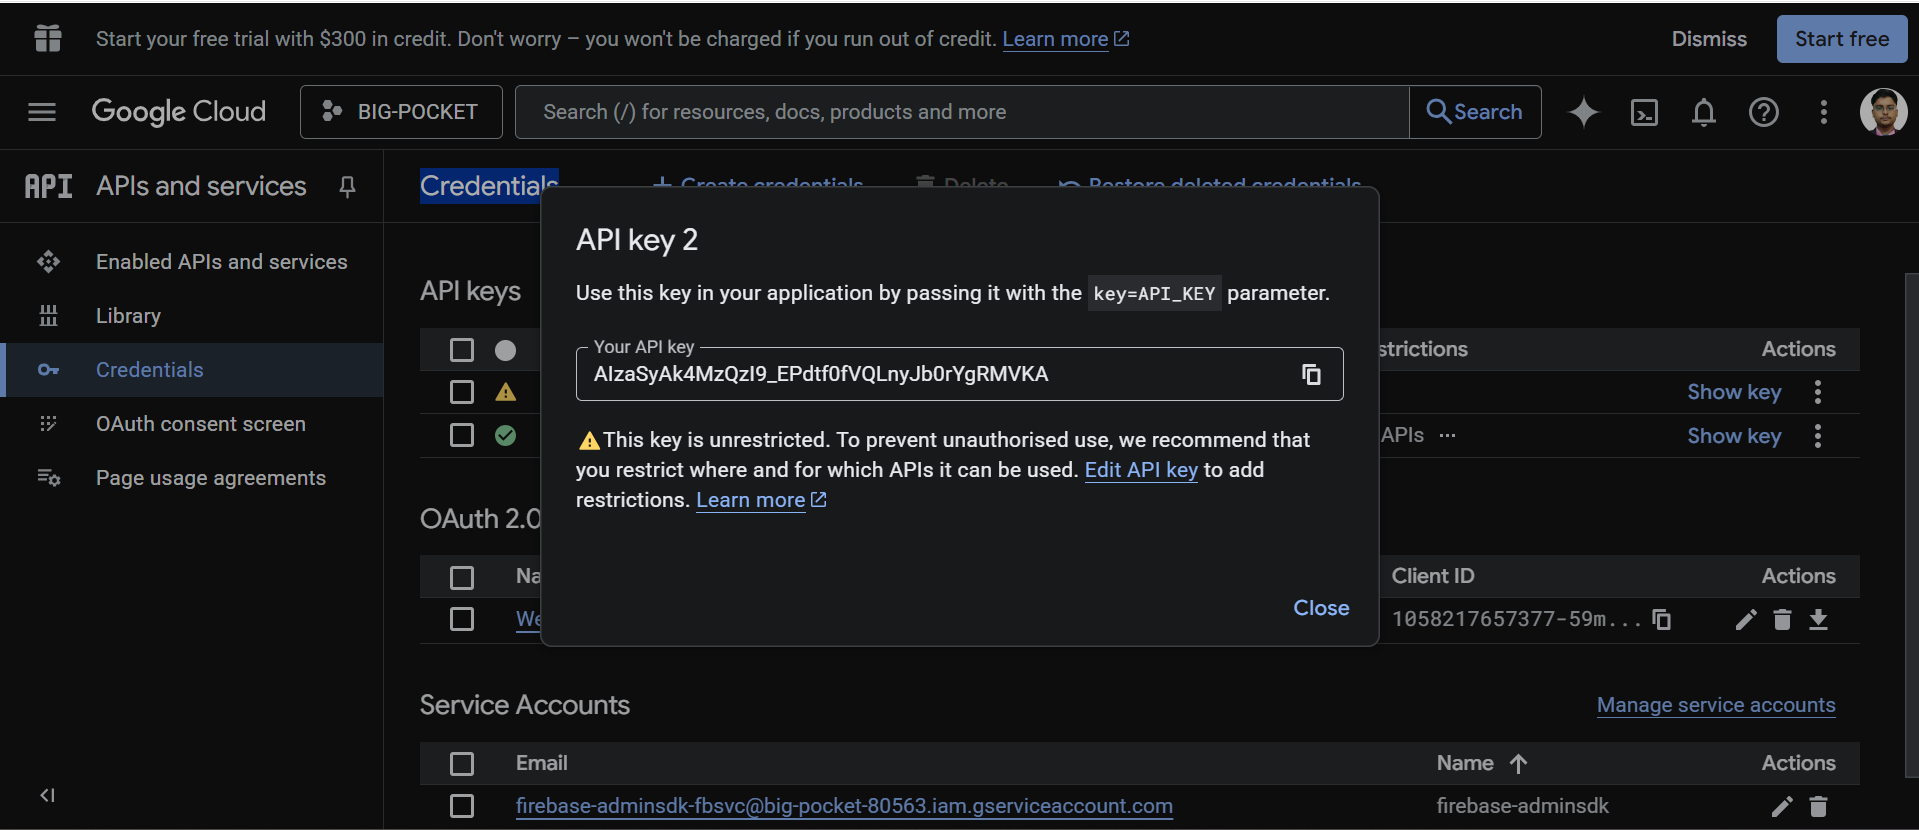 Start your free trial with $300 in credit. Don't worry – you won't be charged if you run out of credit. Learn more
Dismiss
Start free
Google Cloud
BIG-POCKET
Search (/) for resources, docs, products and more
Search
API APIs and services
Enabled APIs and services
Library
Credentials
OAuth consent screen
Page usage agreements
Credentials
Create credentials
Delete
Restore deleted credentials
API keys
strictions
Actions
Show key
APIs ...
Show key
API key 2
Use this key in your application by passing it with the key=API_KEY parameter.
Your API key
AIzaSyAk4MzQzI9_EPdtf0fVQLnyJb0rYgRMVKA
This key is unrestricted. To prevent unauthorised use, we recommend that
you restrict where and for which APIs it can be used. Edit API key to add
restrictions. Learn more
Close
OAuth 2.0
Na
Client ID
Actions
We
1058217657377-59m...
Service Accounts
Manage service accounts
Email
Name
Actions
firebase-adminsdk-fbsvc@big-pocket-80563.iam.gserviceaccount.com
firebase-adminsdk